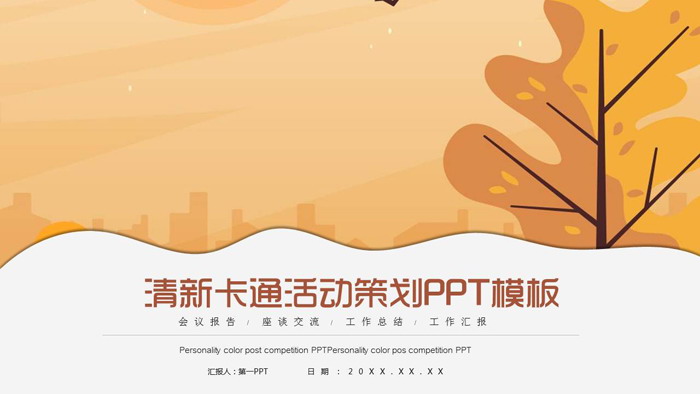 清新卡通活动策划PPT模板
会议报告 / 座谈交流 / 工作总结 / 工作汇报
Personality color post competition PPTPersonality color pos competition PPT
汇报人：第一PPT 日期：20XX.XX.XX